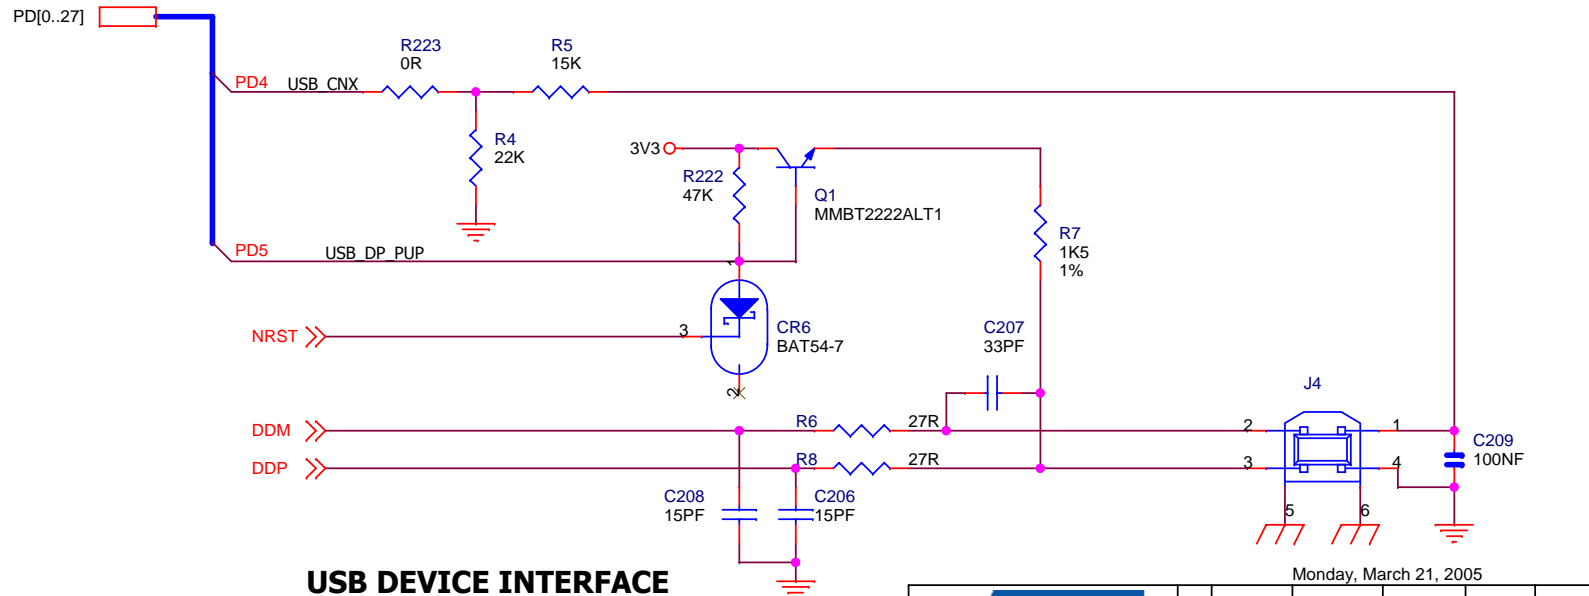 PD[0..27]
R223
0R
R5
15K
PD4
USB_CNX
R4
22K
3V3
R222
47K
Q1
MMBT2222ALT1
R7
1K5
1%
PD5
USB_DP_PUP
1
NRST
3
CR6
BAT54-7
2
C207
33PF
J4
DDM
R6
27R
2
1
DDP
R8
27R
3
4
C209
100NF
C208
15PF
C206
15PF
5
6
USB DEVICE INTERFACE
Monday, March 21, 2005